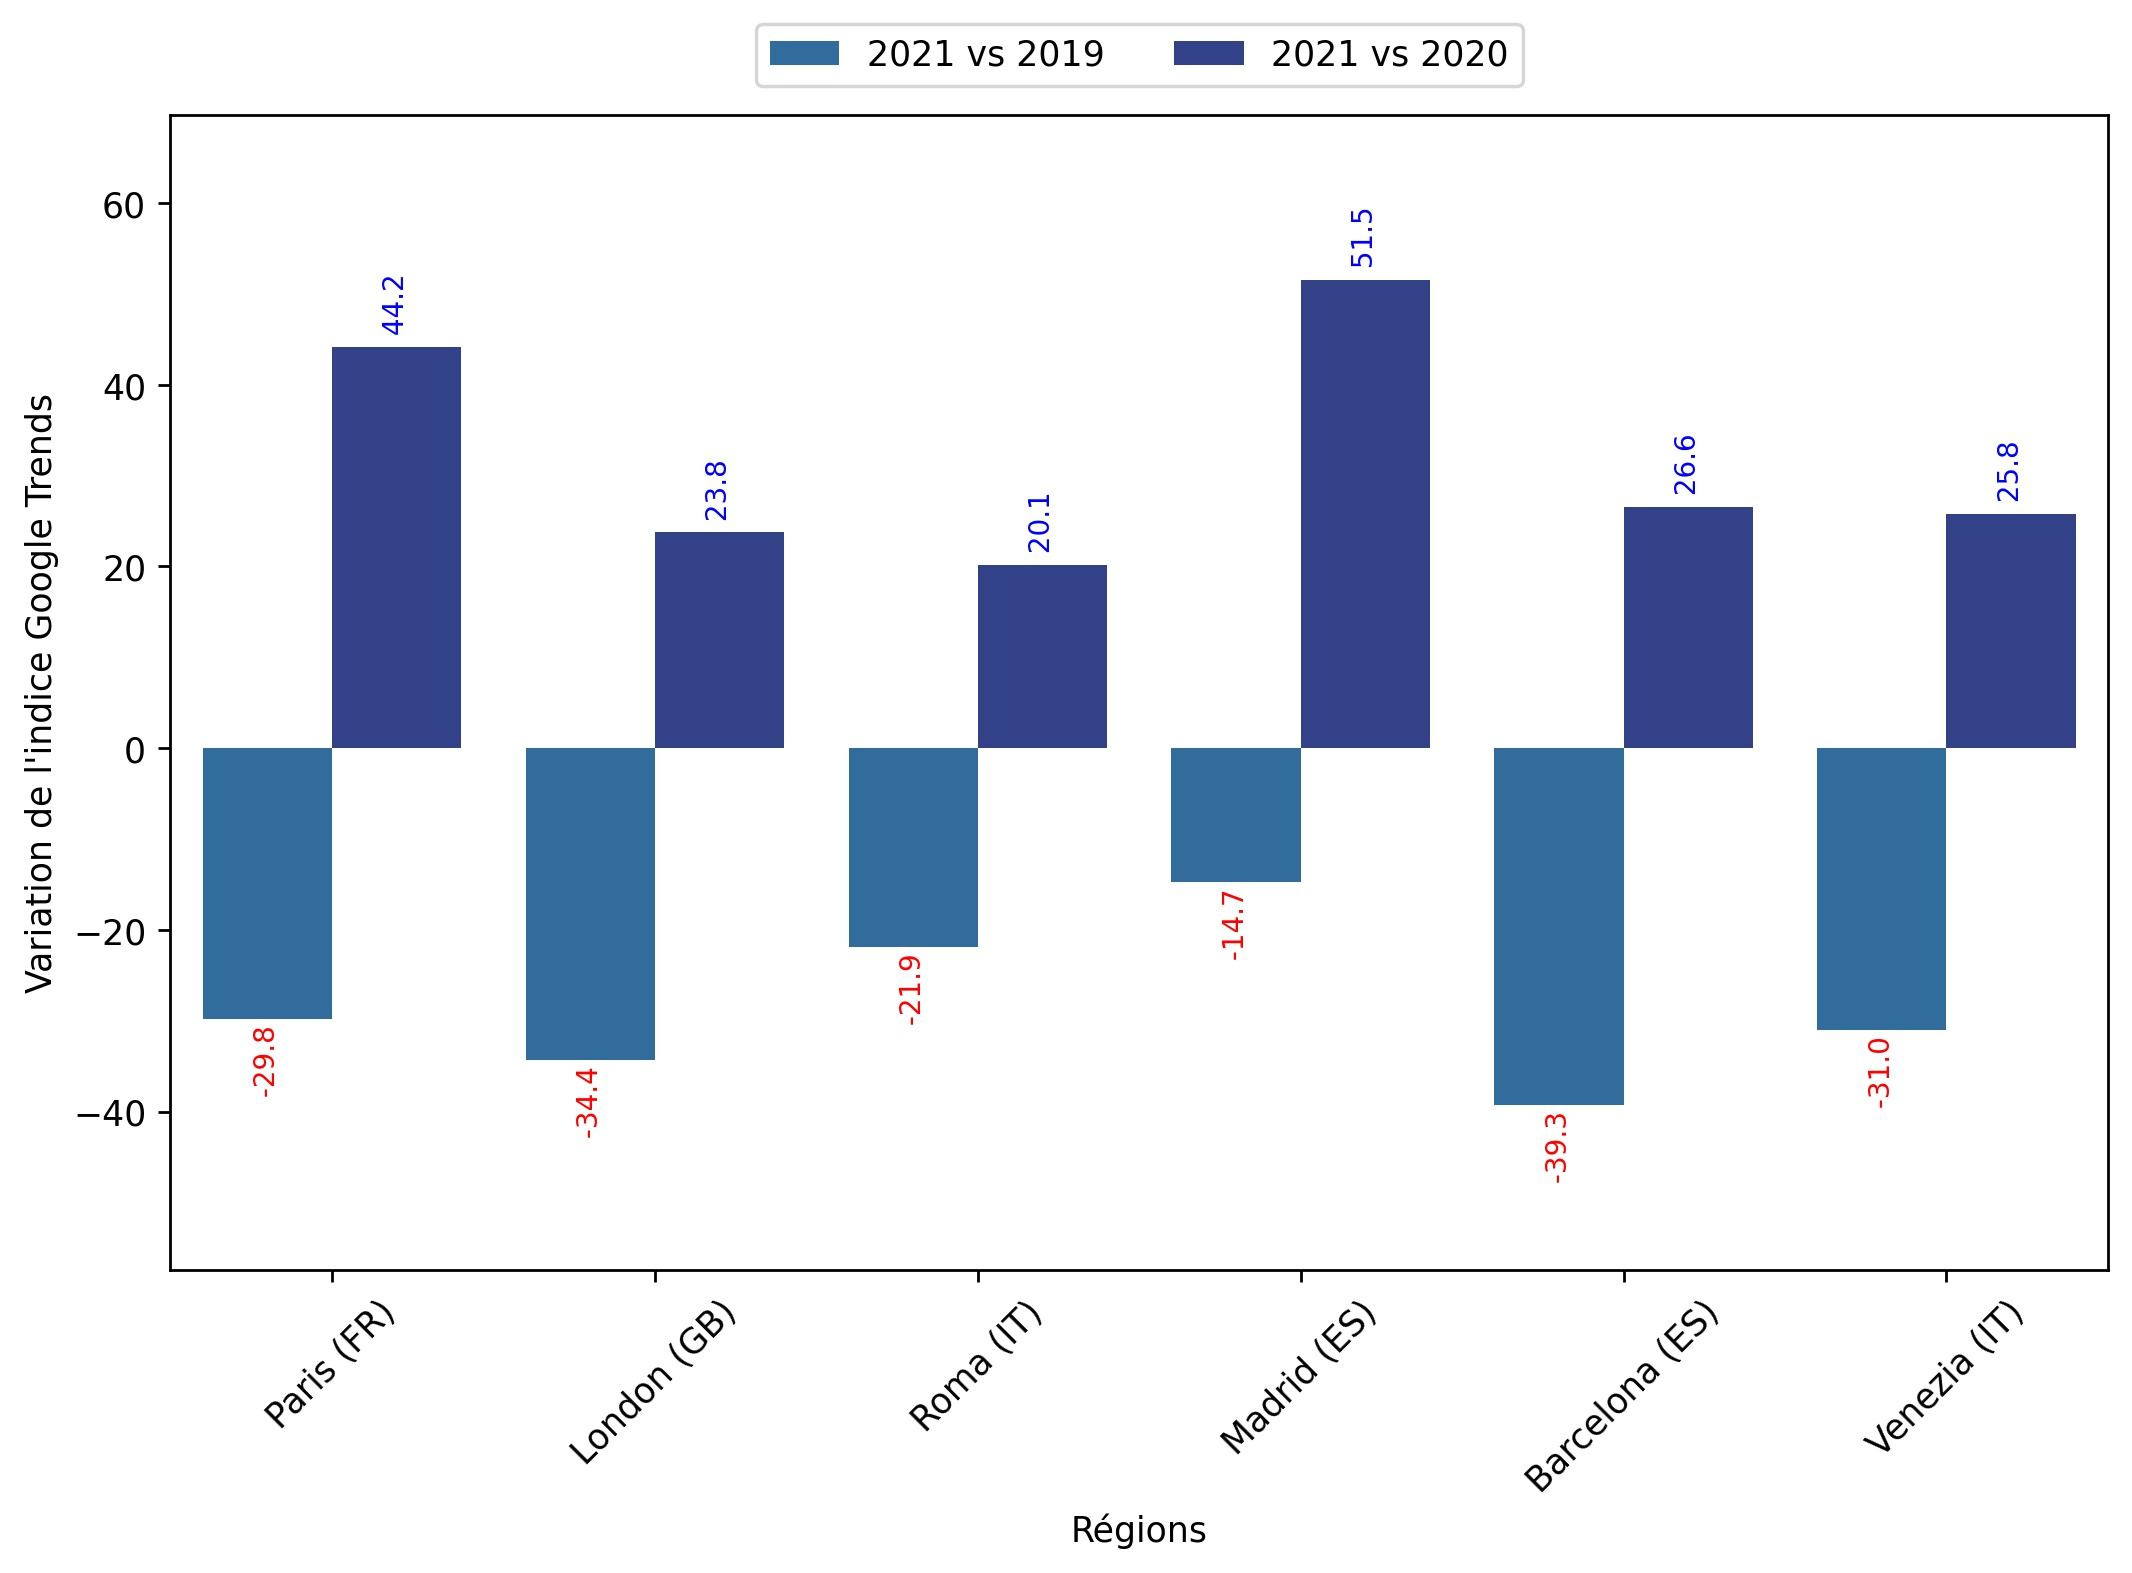 2021 vs 2019 2021 vs 2020
Variation de l'indice Google Trends
60
40
20
0
−20
−40
44.2
23.8
20.1
51.5
26.6
25.8
-29.8
-34.4
-21.9
-14.7
-39.3
-31.0
Paris (FR)
London (GB)
Roma (IT)
Madrid (ES)
Barcelona (ES)
Venezia (IT)
Régions